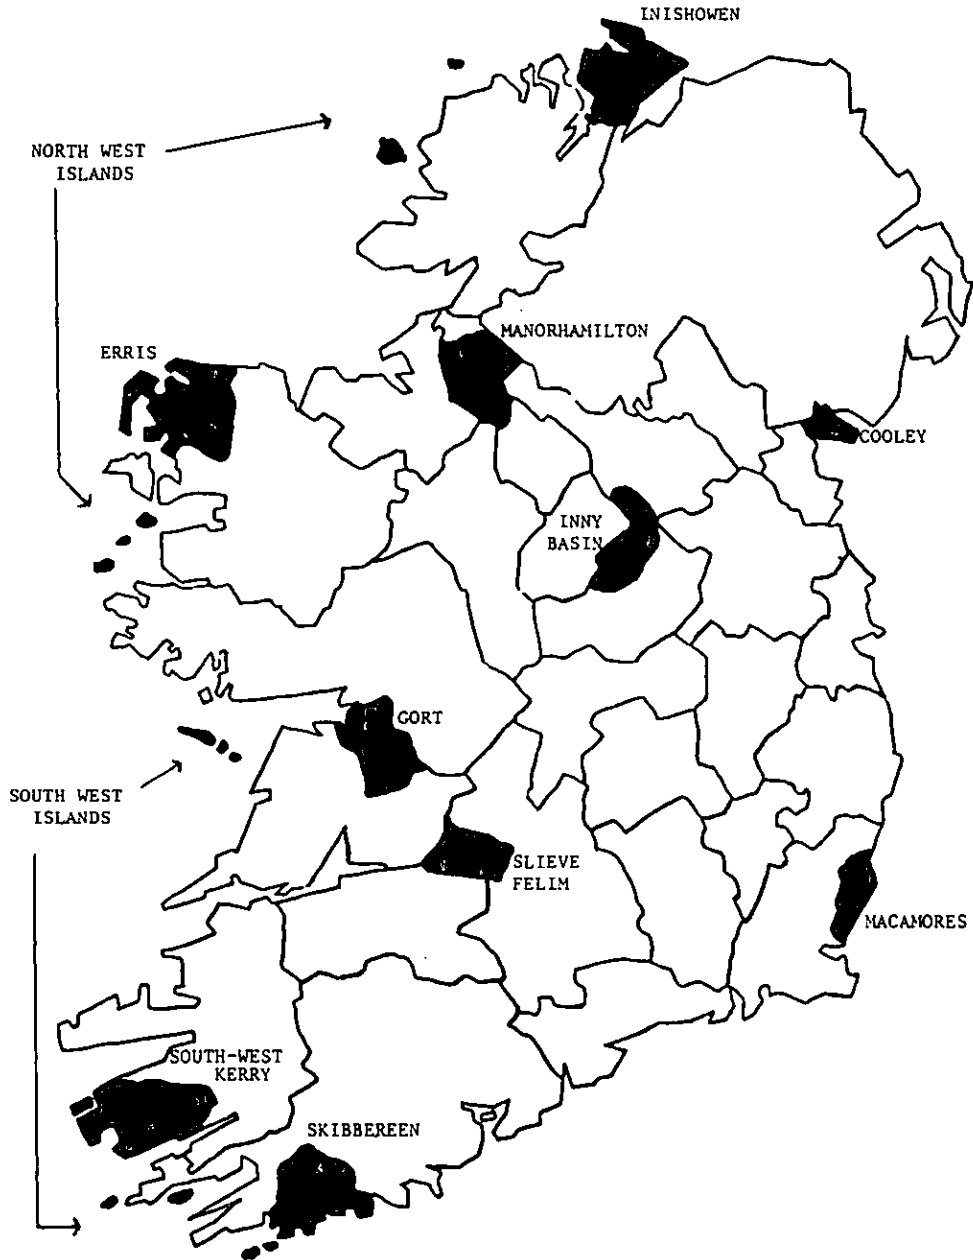 INISHOWEN
NORTH WEST
ISLANDS
MANORHAMILTON
ERRIS
COOLEY
INNY
BASIN
GORT
SOUTH WEST
ISLANDS
SLIEVE
FELIM
MACAMORES
SOUTH-WEST
KERRY
SKIBBEREEN